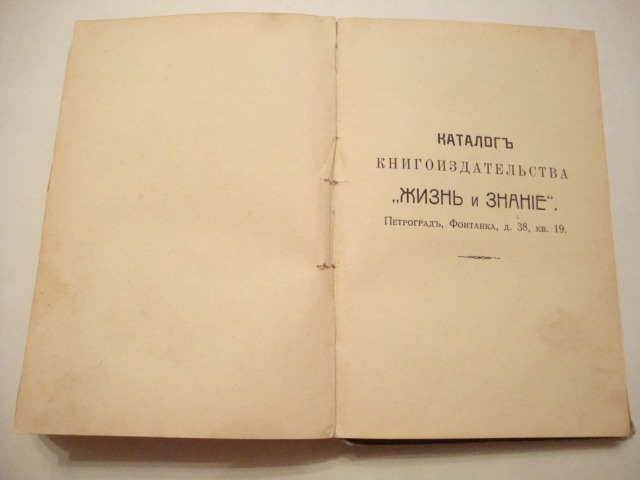 КАТАЛОГЪ
КНИГОИЗДАТЕЛЬСТВА
„ЖИЗНЬ и ЗНАНІЕ“.
Петроградъ, Фонтанка, д. 38, кв. 19.